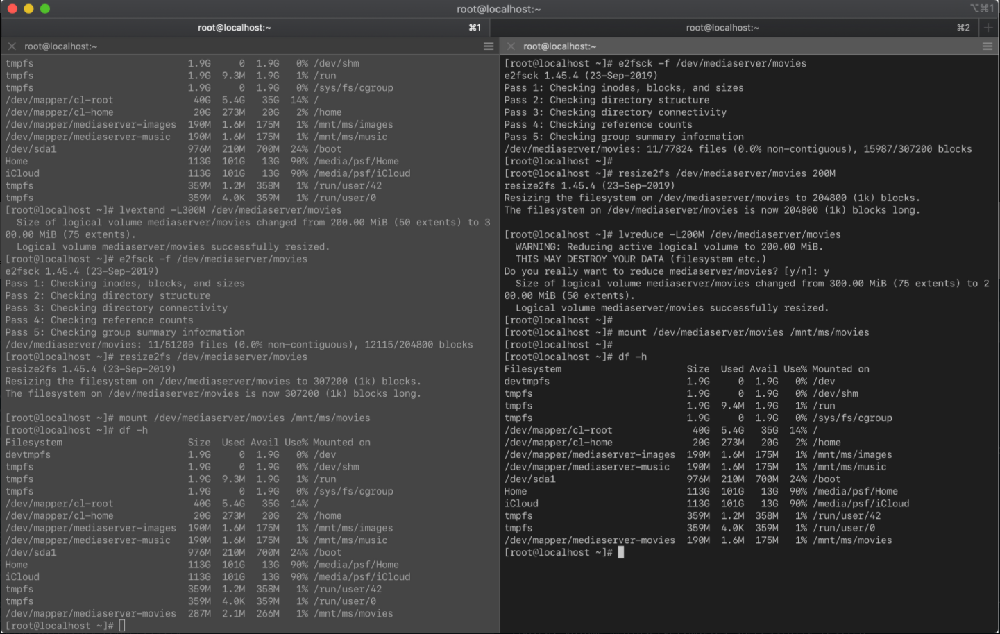 root@localhost:~
⌥⌘1
root@localhost:~ ⌘1
root@localhost:~ ⌘2
root@localhost:~
tmpfs 1.9G 0 1.9G 0% /dev/shm
tmpfs 1.9G 9.3M 1.9G 1% /run
tmpfs 1.9G 0 1.9G 0% /sys/fs/cgroup
/dev/mapper/cl-root 40G 5.4G 35G 14% /
/dev/mapper/cl-home 20G 273M 20G 2% /home
/dev/mapper/mediaserver-images 190M 1.6M 175M 1% /mnt/ms/images
/dev/mapper/mediaserver-music 190M 1.6M 175M 1% /mnt/ms/music
/dev/sda1 976M 210M 700M 24% /boot
Home 113G 101G 13G 90% /media/psf/Home
iCloud 113G 101G 13G 90% /media/psf/iCloud
tmpfs 359M 1.2M 358M 1% /run/user/42
tmpfs 359M 4.0K 359M 1% /run/user/0
[root@localhost ~]# lvextend -L300M /dev/mediaserver/movies
Size of logical volume mediaserver/movies changed from 200.00 MiB (50 extents) to 3
00.00 MiB (75 extents).
Logical volume mediaserver/movies successfully resized.
[root@localhost ~]# e2fsck -f /dev/mediaserver/movies
e2fsck 1.45.4 (23-Sep-2019)
Pass 1: Checking inodes, blocks, and sizes
Pass 2: Checking directory structure
Pass 3: Checking directory connectivity
Pass 4: Checking reference counts
Pass 5: Checking group summary information
/dev/mediaserver/movies: 11/51200 files (0.0% non-contiguous), 12115/204800 blocks
[root@localhost ~]# resize2fs /dev/mediaserver/movies
resize2fs 1.45.4 (23-Sep-2019)
Resizing the filesystem on /dev/mediaserver/movies to 307200 (1k) blocks.
The filesystem on /dev/mediaserver/movies is now 307200 (1k) blocks long.
[root@localhost ~]# mount /dev/mediaserver/movies /mnt/ms/movies
[root@localhost ~]# df -h
Filesystem Size Used Avail Use% Mounted on
devtmpfs 1.9G 0 1.9G 0% /dev
tmpfs 1.9G 0 1.9G 0% /dev/shm
tmpfs 1.9G 9.3M 1.9G 1% /run
tmpfs 1.9G 0 1.9G 0% /sys/fs/cgroup
/dev/mapper/cl-root 40G 5.4G 35G 14% /
/dev/mapper/cl-home 20G 273M 20G 2% /home
/dev/mapper/mediaserver-images 190M 1.6M 175M 1% /mnt/ms/images
/dev/mapper/mediaserver-music 190M 1.6M 175M 1% /mnt/ms/music
/dev/sda1 976M 210M 700M 24% /boot
Home 113G 101G 13G 90% /media/psf/Home
iCloud 113G 101G 13G 90% /media/psf/iCloud
tmpfs 359M 1.2M 358M 1% /run/user/42
tmpfs 359M 4.0K 359M 1% /run/user/0
/dev/mapper/mediaserver-movies 287M 2.1M 266M 1% /mnt/ms/movies
[root@localhost ~]#
root@localhost:~
[root@localhost ~]# e2fsck -f /dev/mediaserver/movies
e2fsck 1.45.4 (23-Sep-2019)
Pass 1: Checking inodes, blocks, and sizes
Pass 2: Checking directory structure
Pass 3: Checking directory connectivity
Pass 4: Checking reference counts
Pass 5: Checking group summary information
/dev/mediaserver/movies: 11/77824 files (0.0% non-contiguous), 15987/307200 blocks
[root@localhost ~]#
[root@localhost ~]# resize2fs /dev/mediaserver/movies 200M
resize2fs 1.45.4 (23-Sep-2019)
Resizing the filesystem on /dev/mediaserver/movies to 204800 (1k) blocks.
The filesystem on /dev/mediaserver/movies is now 204800 (1k) blocks long.
[root@localhost ~]# lvreduce -L200M /dev/mediaserver/movies
WARNING: Reducing active logical volume to 200.00 MiB.
THIS MAY DESTROY YOUR DATA (filesystem etc.)
Do you really want to reduce mediaserver/movies? [y/n]: y
Size of logical volume mediaserver/movies changed from 300.00 MiB (75 extents) to 2
00.00 MiB (50 extents).
Logical volume mediaserver/movies successfully resized.
[root@localhost ~]#
[root@localhost ~]# mount /dev/mediaserver/movies /mnt/ms/movies
[root@localhost ~]#
[root@localhost ~]# df -h
Filesystem Size Used Avail Use% Mounted on
devtmpfs 1.9G 0 1.9G 0% /dev
tmpfs 1.9G 0 1.9G 0% /dev/shm
tmpfs 1.9G 9.4M 1.9G 1% /run
tmpfs 1.9G 0 1.9G 0% /sys/fs/cgroup
/dev/mapper/cl-root 40G 5.4G 35G 14% /
/dev/mapper/cl-home 20G 273M 20G 2% /home
/dev/mapper/mediaserver-images 190M 1.6M 175M 1% /mnt/ms/images
/dev/mapper/mediaserver-music 190M 1.6M 175M 1% /mnt/ms/music
/dev/sda1 976M 210M 700M 24% /boot
Home 113G 101G 13G 90% /media/psf/Home
iCloud 113G 101G 13G 90% /media/psf/iCloud
tmpfs 359M 1.2M 358M 1% /run/user/42
tmpfs 359M 4.0K 359M 1% /run/user/0
/dev/mapper/mediaserver-movies 190M 1.6M 175M 1% /mnt/ms/movies
[root@localhost ~]#